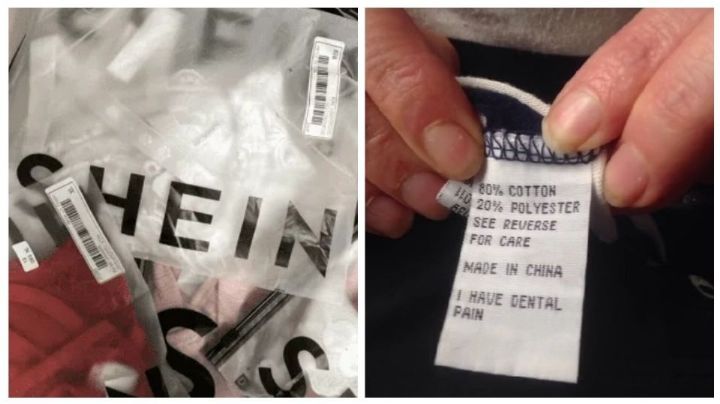 SHEIN
80% COTTON
20% POLYESTER
SEE REVERSE
FOR CARE
MADE IN CHINA
I HAVE DENTAL
PAIN